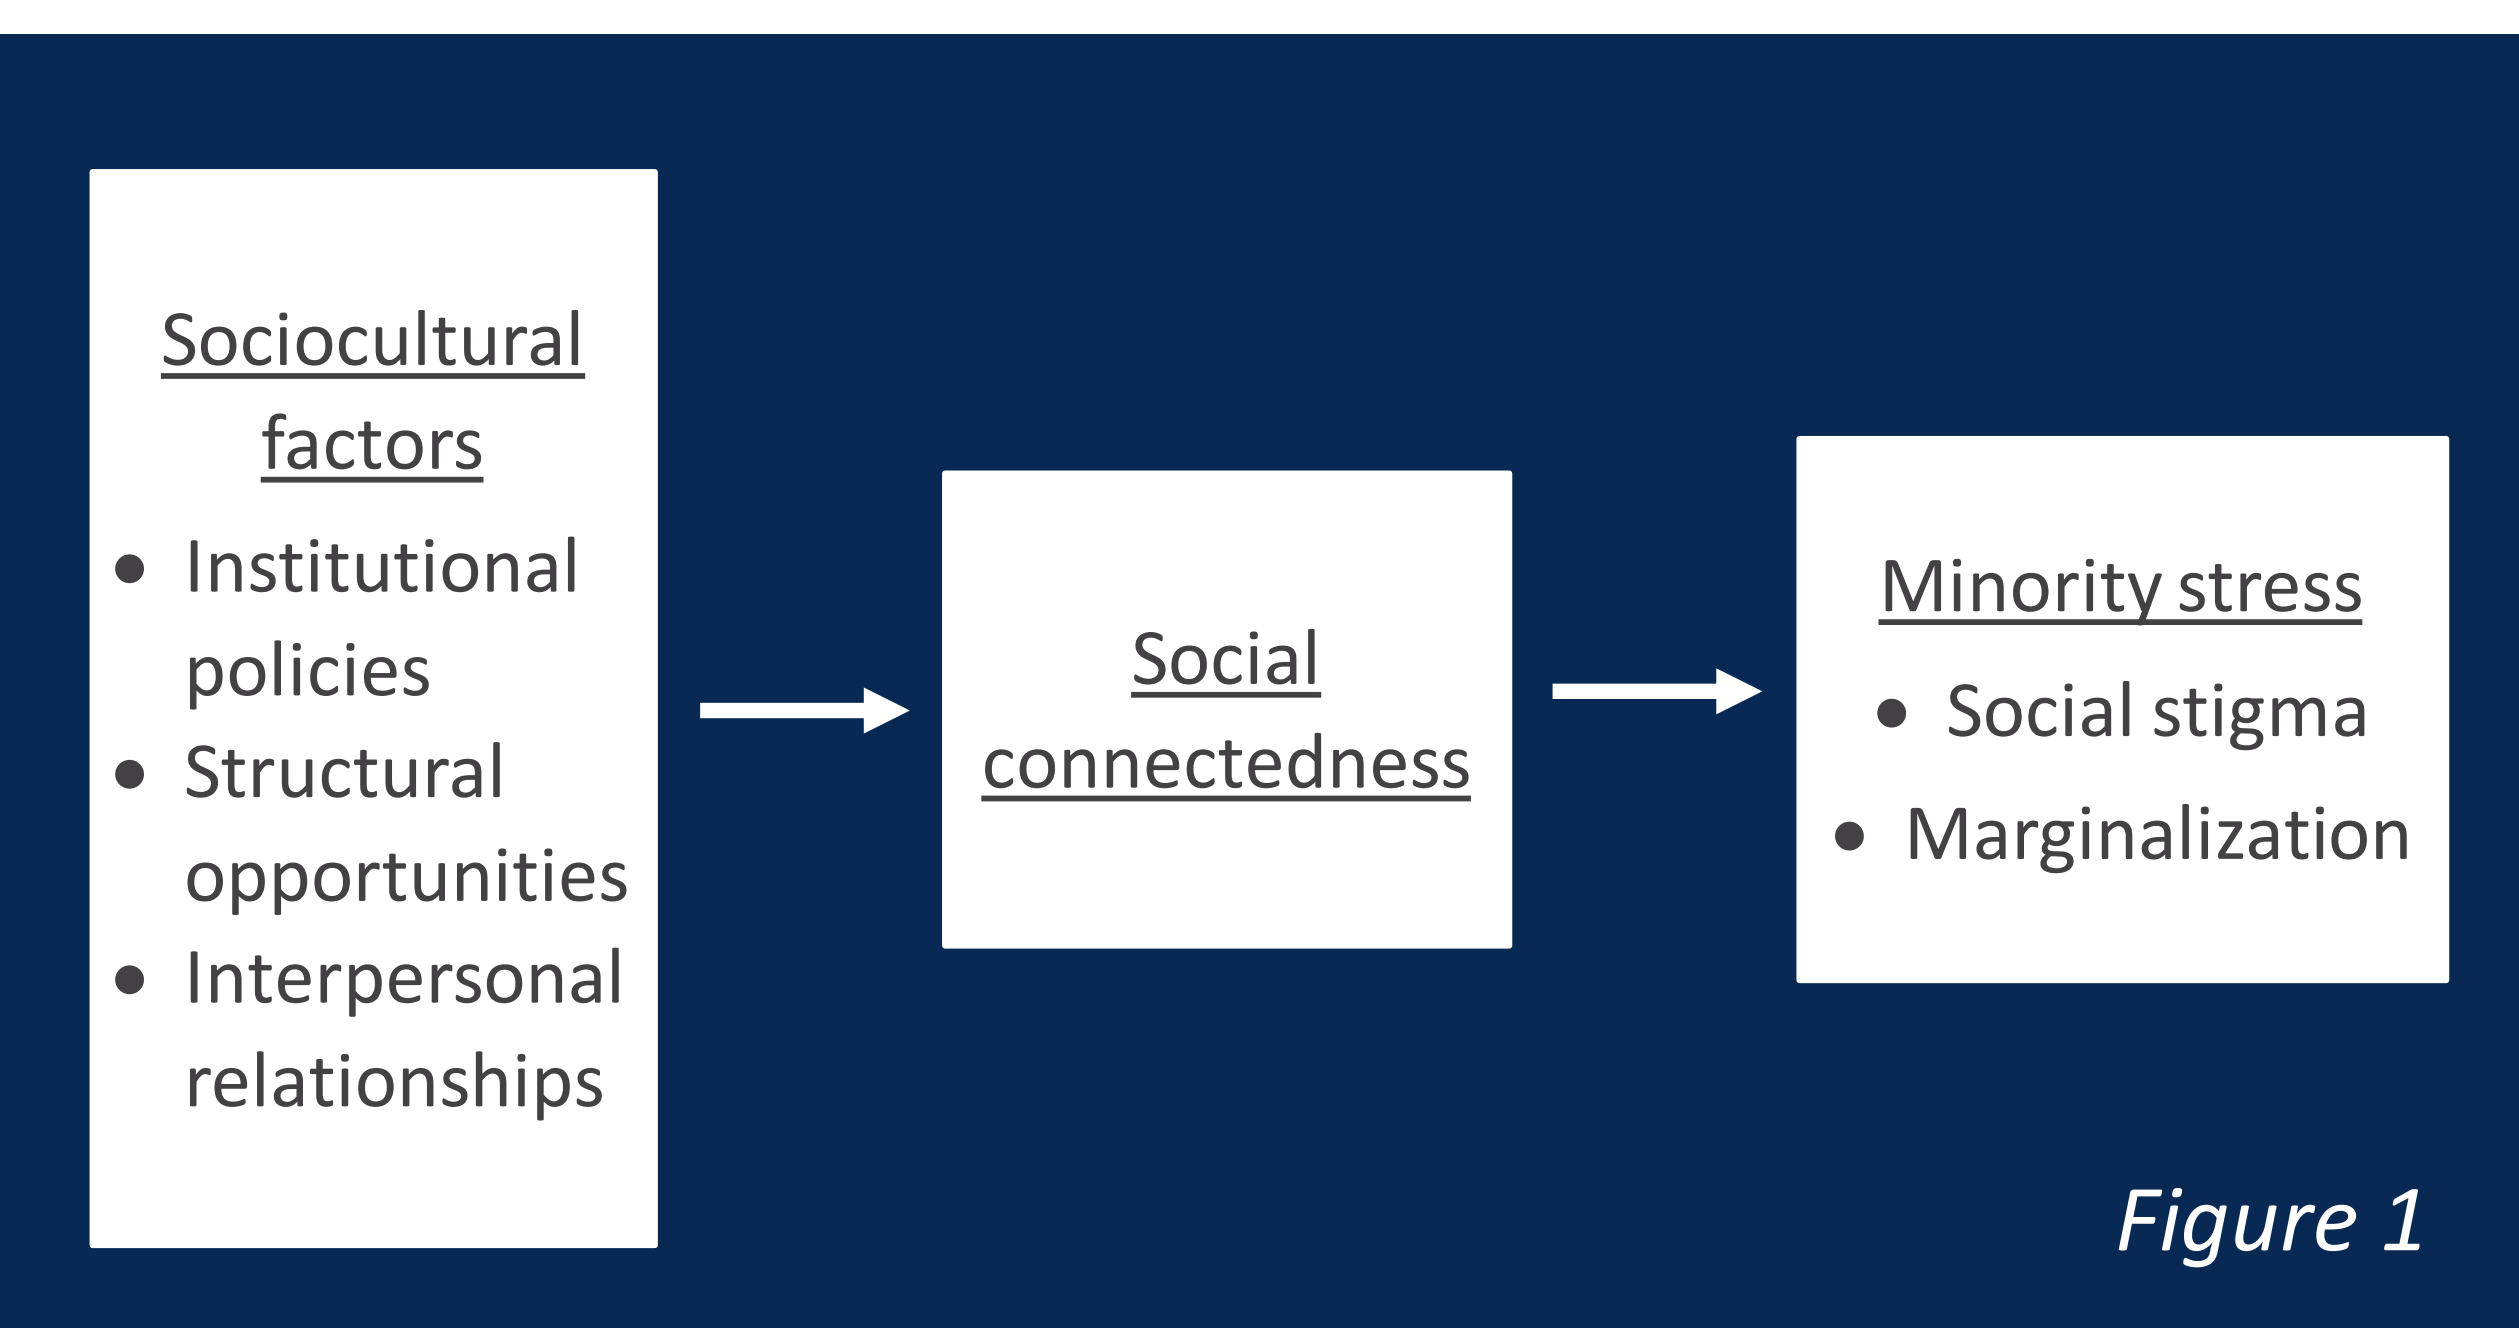 Sociocultural
factors
● Institutional
policies
● Structural
opportunities
● Interpersonal
relationships
Social
connectedness
Minority stress
● Social stigma
● Marginalization
Figure 1